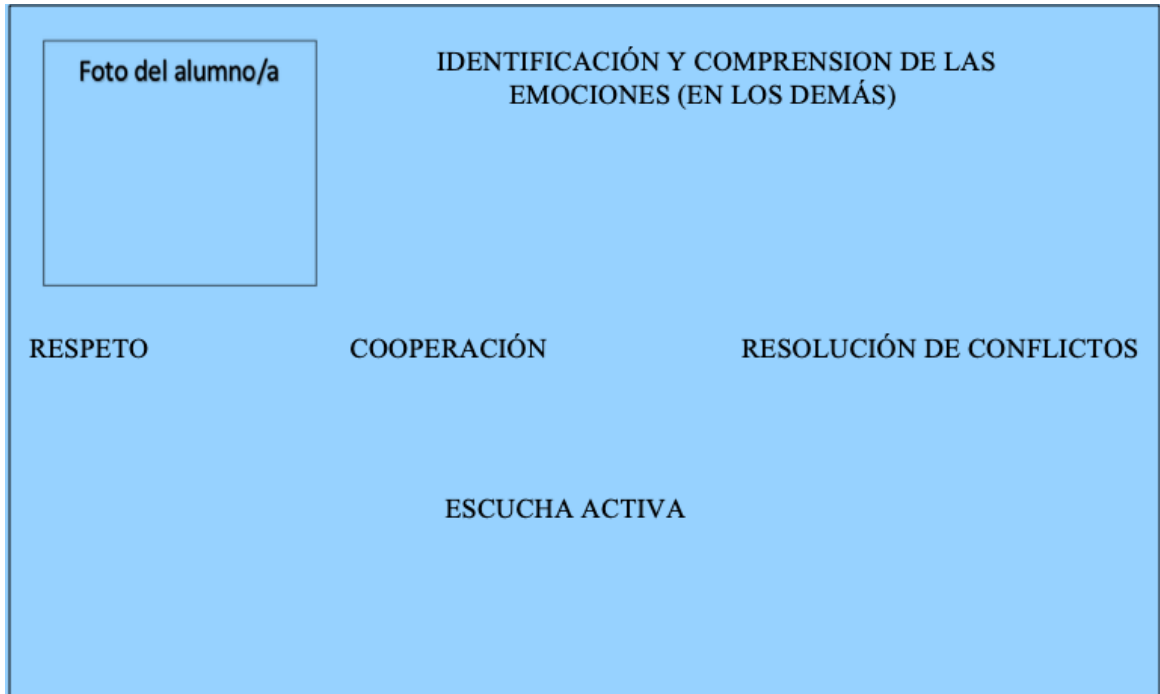 Foto del alumno/a
IDENTIFICACIÓN Y COMPRENSION DE LAS
EMOCIONES (EN LOS DEMÁS)
RESPETO
COOPERACIÓN
RESOLUCIÓN DE CONFLICTOS
ESCUCHA ACTIVA